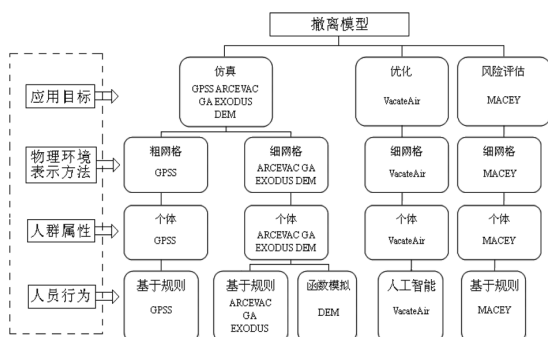 撤离模型
应用目标
仿真
GPSS ARCEVAC
GA EXODUS
DEM
优化
VacateAir
风险评估
MACEY
物理环境
表示方法
粗网格
GPSS
细网格
ARCEVAC GA
EXODUS DEM
细网格
VacateAir
细网格
MACEY
人群属性
个体
GPSS
个体
ARCEVAC GA
EXODUS DEM
个体
VacateAir
个体
MACEY
人员行为
基于规则
GPSS
基于规则
ARCEVAC
GA
EXODUS
函数模拟
DEM
人工智能
VacateAir
基于规则
MACEY